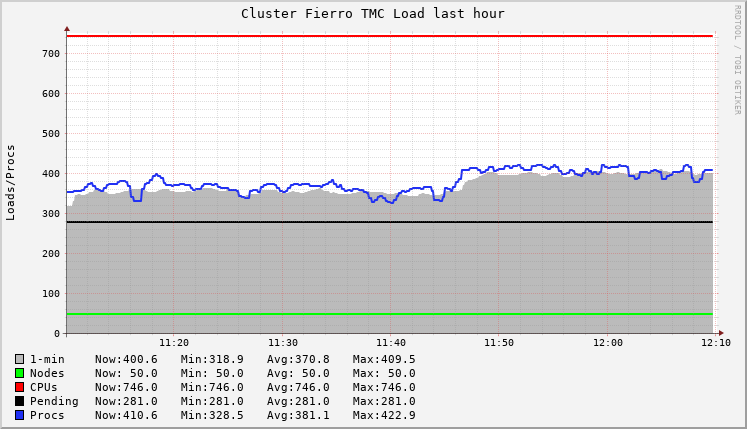 Cluster Fierro TMC Load last hour
RRDTOOL / TOBI OETIKER
Loads/Procs
700
600
500
400
300
200
100
0
11:20 11:30 11:40 11:50 12:00 12:10
1-min Now:400.6 Min:318.9 Avg:370.8 Max:409.5
Nodes Now: 50.0 Min: 50.0 Avg: 50.0 Max: 50.0
CPUs Now:746.0 Min:746.0 Avg:746.0 Max:746.0
Pending Now:281.0 Min:281.0 Avg:281.0 Max:281.0
Procs Now:410.6 Min:328.5 Avg:381.1 Max:422.9